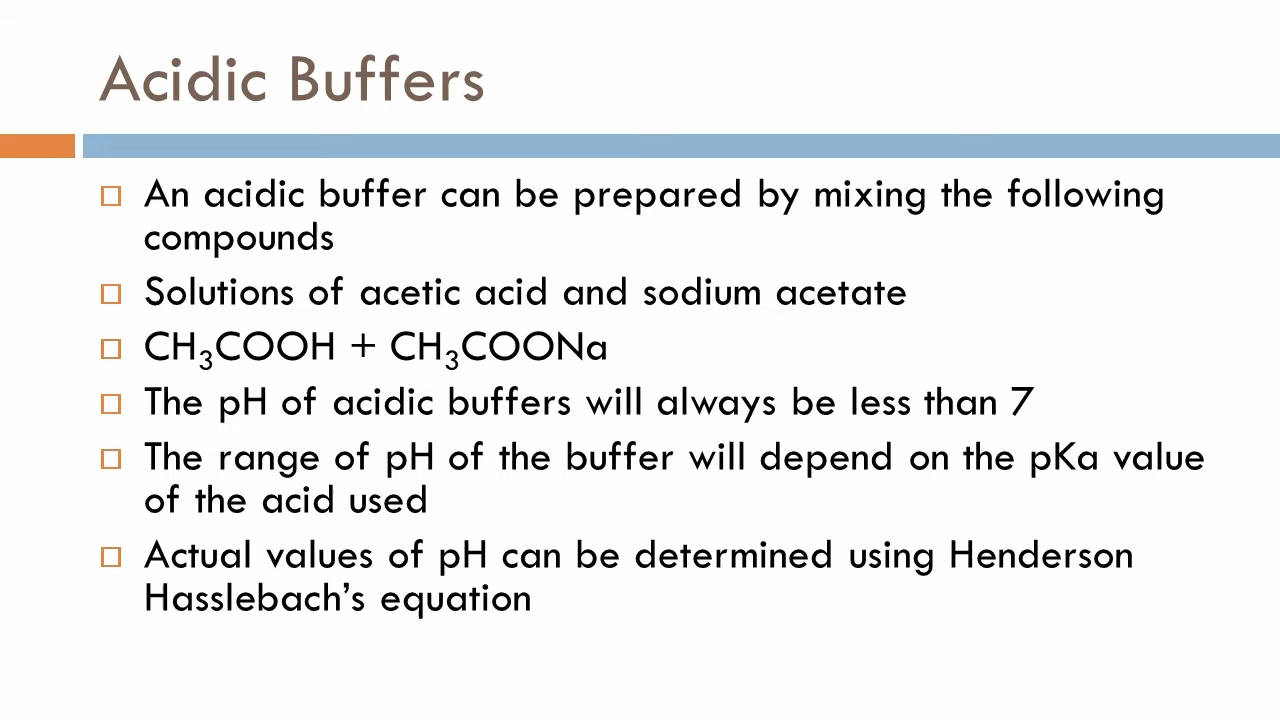 Acidic Buffers
An acidic buffer can be prepared by mixing the following
compounds
Solutions of acetic acid and sodium acetate
CH₃COOH + CH₃COONa
The pH of acidic buffers will always be less than 7
The range of pH of the buffer will depend on the pKa value
of the acid used
Actual values of pH can be determined using Henderson
Hasslebach’s equation